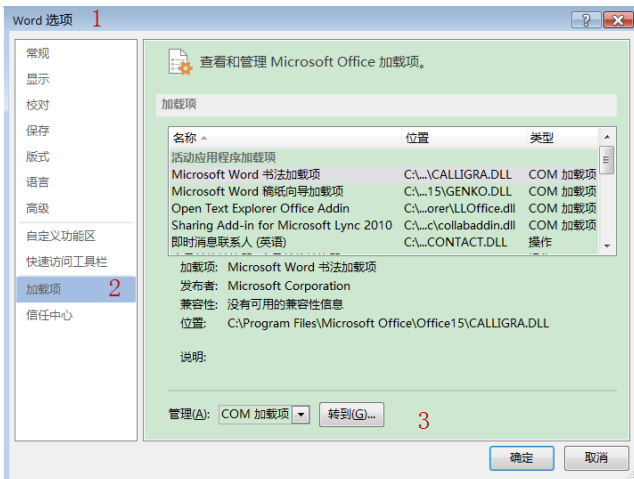 Word 选项 1
常规
显示
校对
保存
版式
语言
高级
自定义功能区
快速访问工具栏
加载项 2
信任中心
查看和管理 Microsoft Office 加载项。
加载项
名称 位置 类型
活动应用程序加载项
Microsoft Word 书法加载项 C:\...\CALLIGRA.DLL COM 加载项
Microsoft Word 稿纸向导加载项 C:\...15\GENKO.DLL COM 加载项
Open Text Explorer Office Addin C:\...orer\LLOffice.dll COM 加载项
Sharing Add-in for Microsoft Lync 2010 C:\...c\collabaddin.dll COM 加载项
即时消息联系人 (英语) C:\...CONTACT.DLL 操作
加载项: Microsoft Word 书法加载项
发布者: Microsoft Corporation
兼容性: 没有可用的兼容性信息
位置: C:\Program Files\Microsoft Office\Office15\CALLIGRA.DLL
说明:
管理(A): COM 加载项 转到(G)... 3
确定 取消